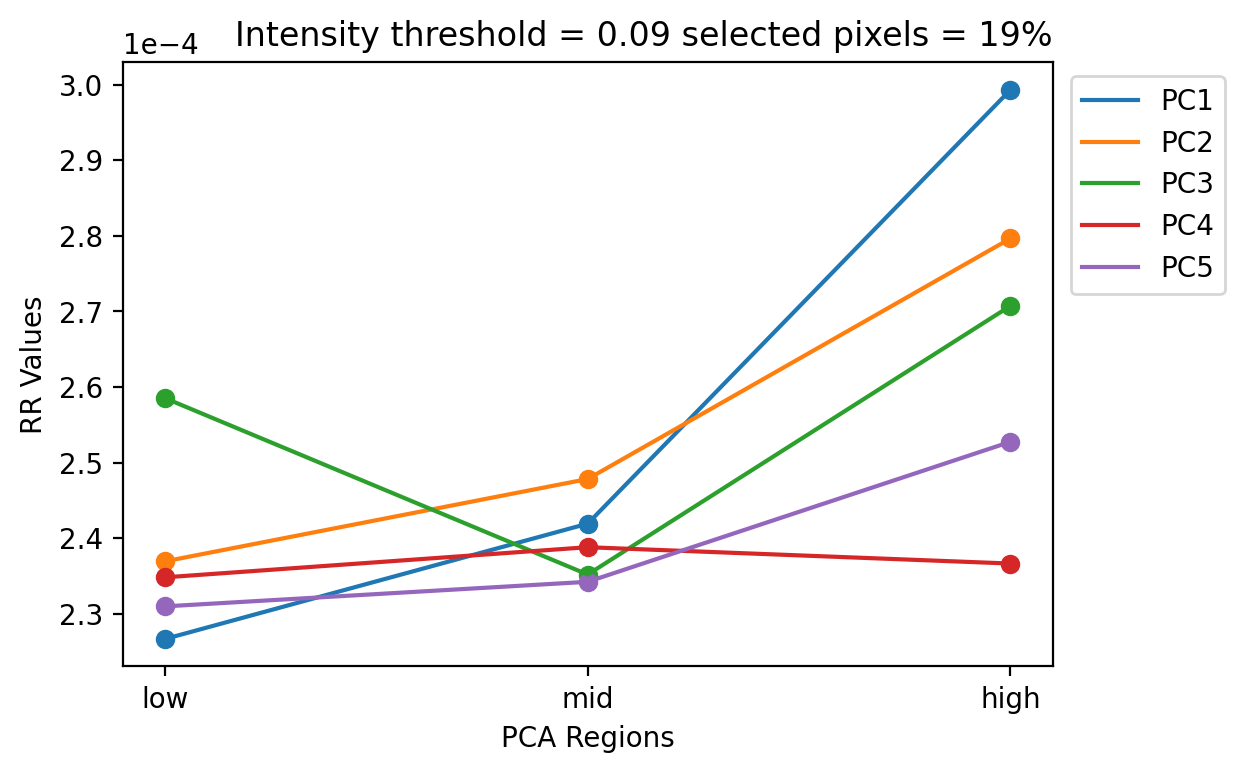 Intensity threshold = 0.09 selected pixels = 19%
1e−4
3.0
2.9
2.8
2.7
2.6
2.5
2.4
2.3
RR Values
low
mid
high
PCA Regions
PC1
PC2
PC3
PC4
PC5